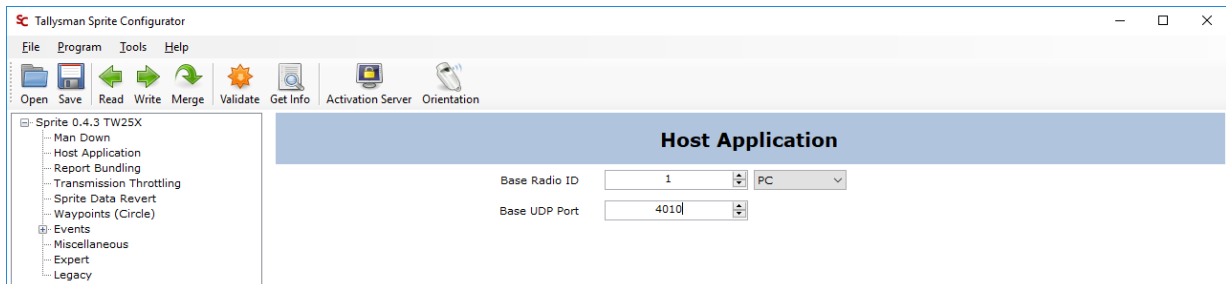 SC Tallysman Sprite Configurator
File Program Tools Help
Open Save Read Write Merge Validate Get Info Activation Server Orientation
Sprite 0.4.3 TW25X
Man Down
Host Application
Report Bundling
Transmission Throttling
Sprite Data Revert
Waypoints (Circle)
Events
Miscellaneous
Expert
Legacy
Host Application
Base Radio ID 1 PC
Base UDP Port 4010